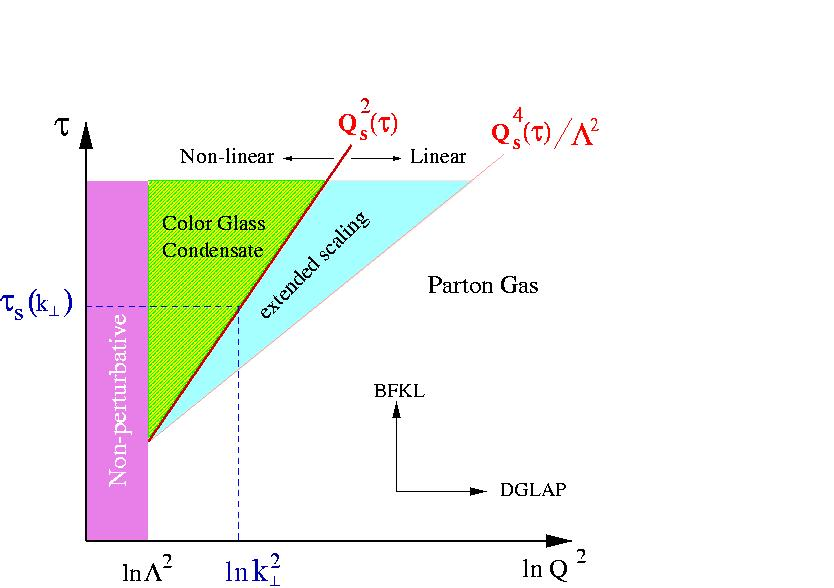 τ
Q_s^2(τ)
Q_s^4(τ)/Λ^2
Non-linear
Linear
Color Glass
Condensate
extended scaling
Parton Gas
τ_s(k_⊥)
Non-perturbative
BFKL
DGLAP
lnΛ^2
ln k_⊥^2
ln Q^2